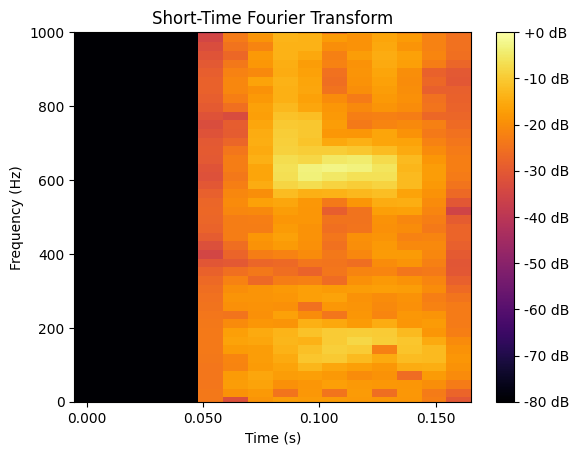 Short-Time Fourier Transform
Frequency (Hz)
1000
800
600
400
200
0
0.000
0.050
0.100
0.150
Time (s)
+0 dB
-10 dB
-20 dB
-30 dB
-40 dB
-50 dB
-60 dB
-70 dB
-80 dB